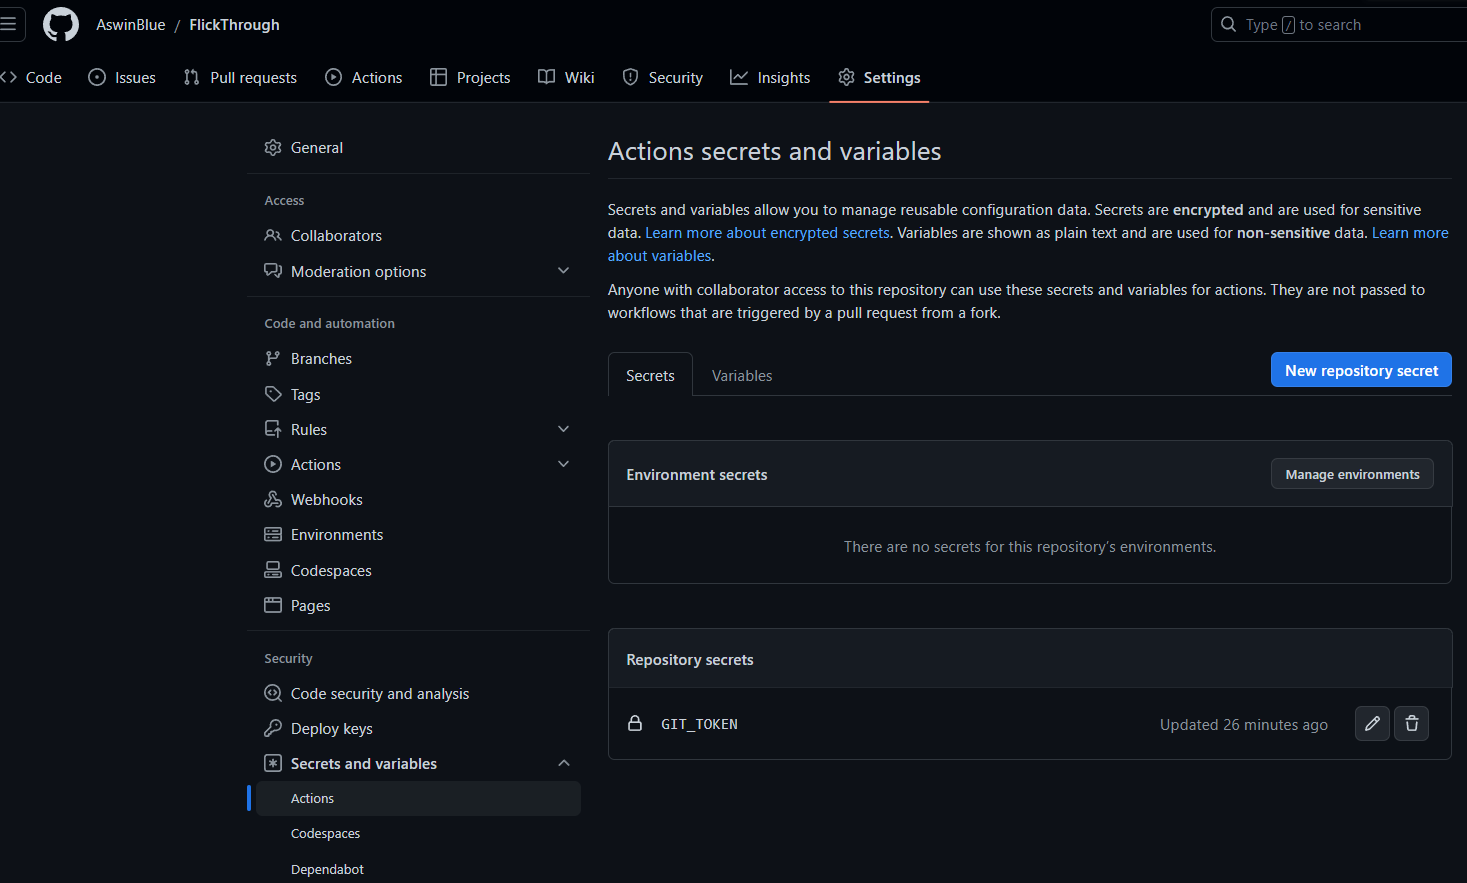 AswinBlue / FlickThrough
Type / to search
Code
Issues
Pull requests
Actions
Projects
Wiki
Security
Insights
Settings
General
Access
Collaborators
Moderation options
Code and automation
Branches
Tags
Rules
Actions
Webhooks
Environments
Codespaces
Pages
Security
Code security and analysis
Deploy keys
Secrets and variables
Actions
Codespaces
Dependabot
Actions secrets and variables
Secrets and variables allow you to manage reusable configuration data. Secrets are encrypted and are used for sensitive
data. Learn more about encrypted secrets. Variables are shown as plain text and are used for non-sensitive data. Learn more
about variables.
Anyone with collaborator access to this repository can use these secrets and variables for actions. They are not passed to
workflows that are triggered by a pull request from a fork.
Secrets
Variables
New repository secret
Environment secrets
Manage environments
There are no secrets for this repository's environments.
Repository secrets
GIT_TOKEN
Updated 26 minutes ago